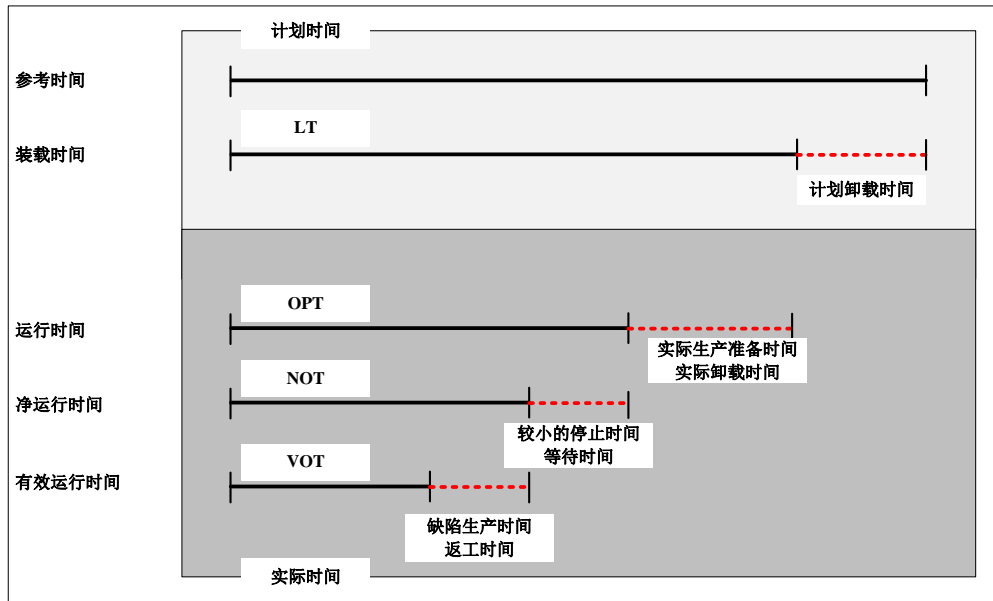 计划时间
参考时间
LT
装载时间
计划卸载时间
OPT
运行时间
实际生产准备时间
实际卸载时间
NOT
净运行时间
较小的停止时间
等待时间
VOT
有效运行时间
缺陷生产时间
返工时间
实际时间